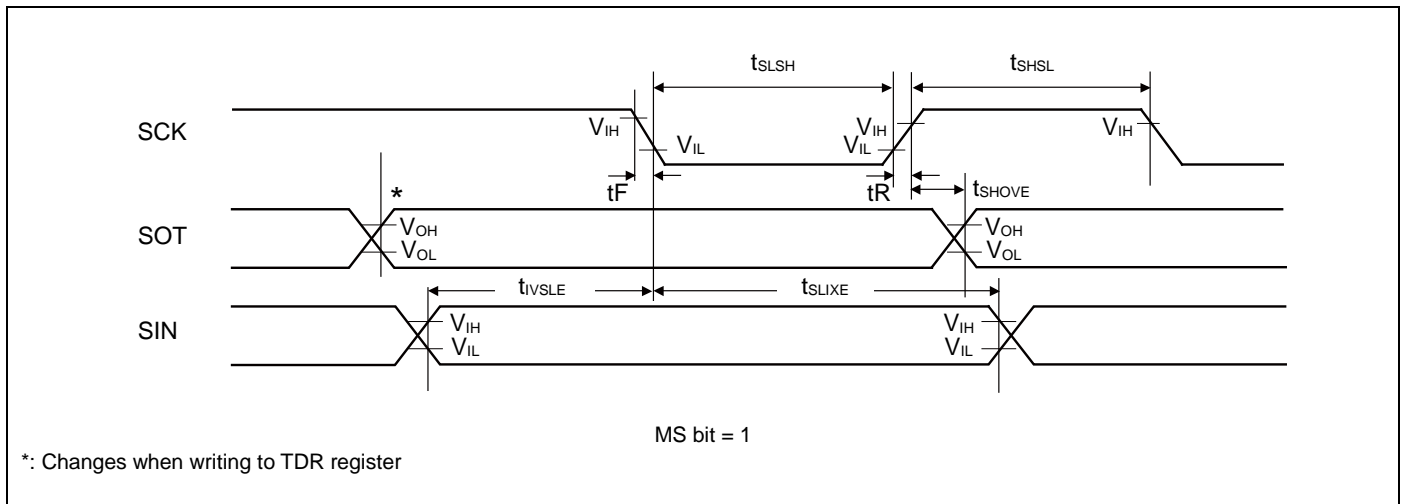 tSLSH tSHSL
SCK VIH VIL VIH VIL VIH
tF tR tSHOVE
*
SOT VOH VOH
VOL VOL
tIVSLE tSLIXE
SIN VIH VIH
VIL VIL
MS bit = 1
*: Changes when writing to TDR register